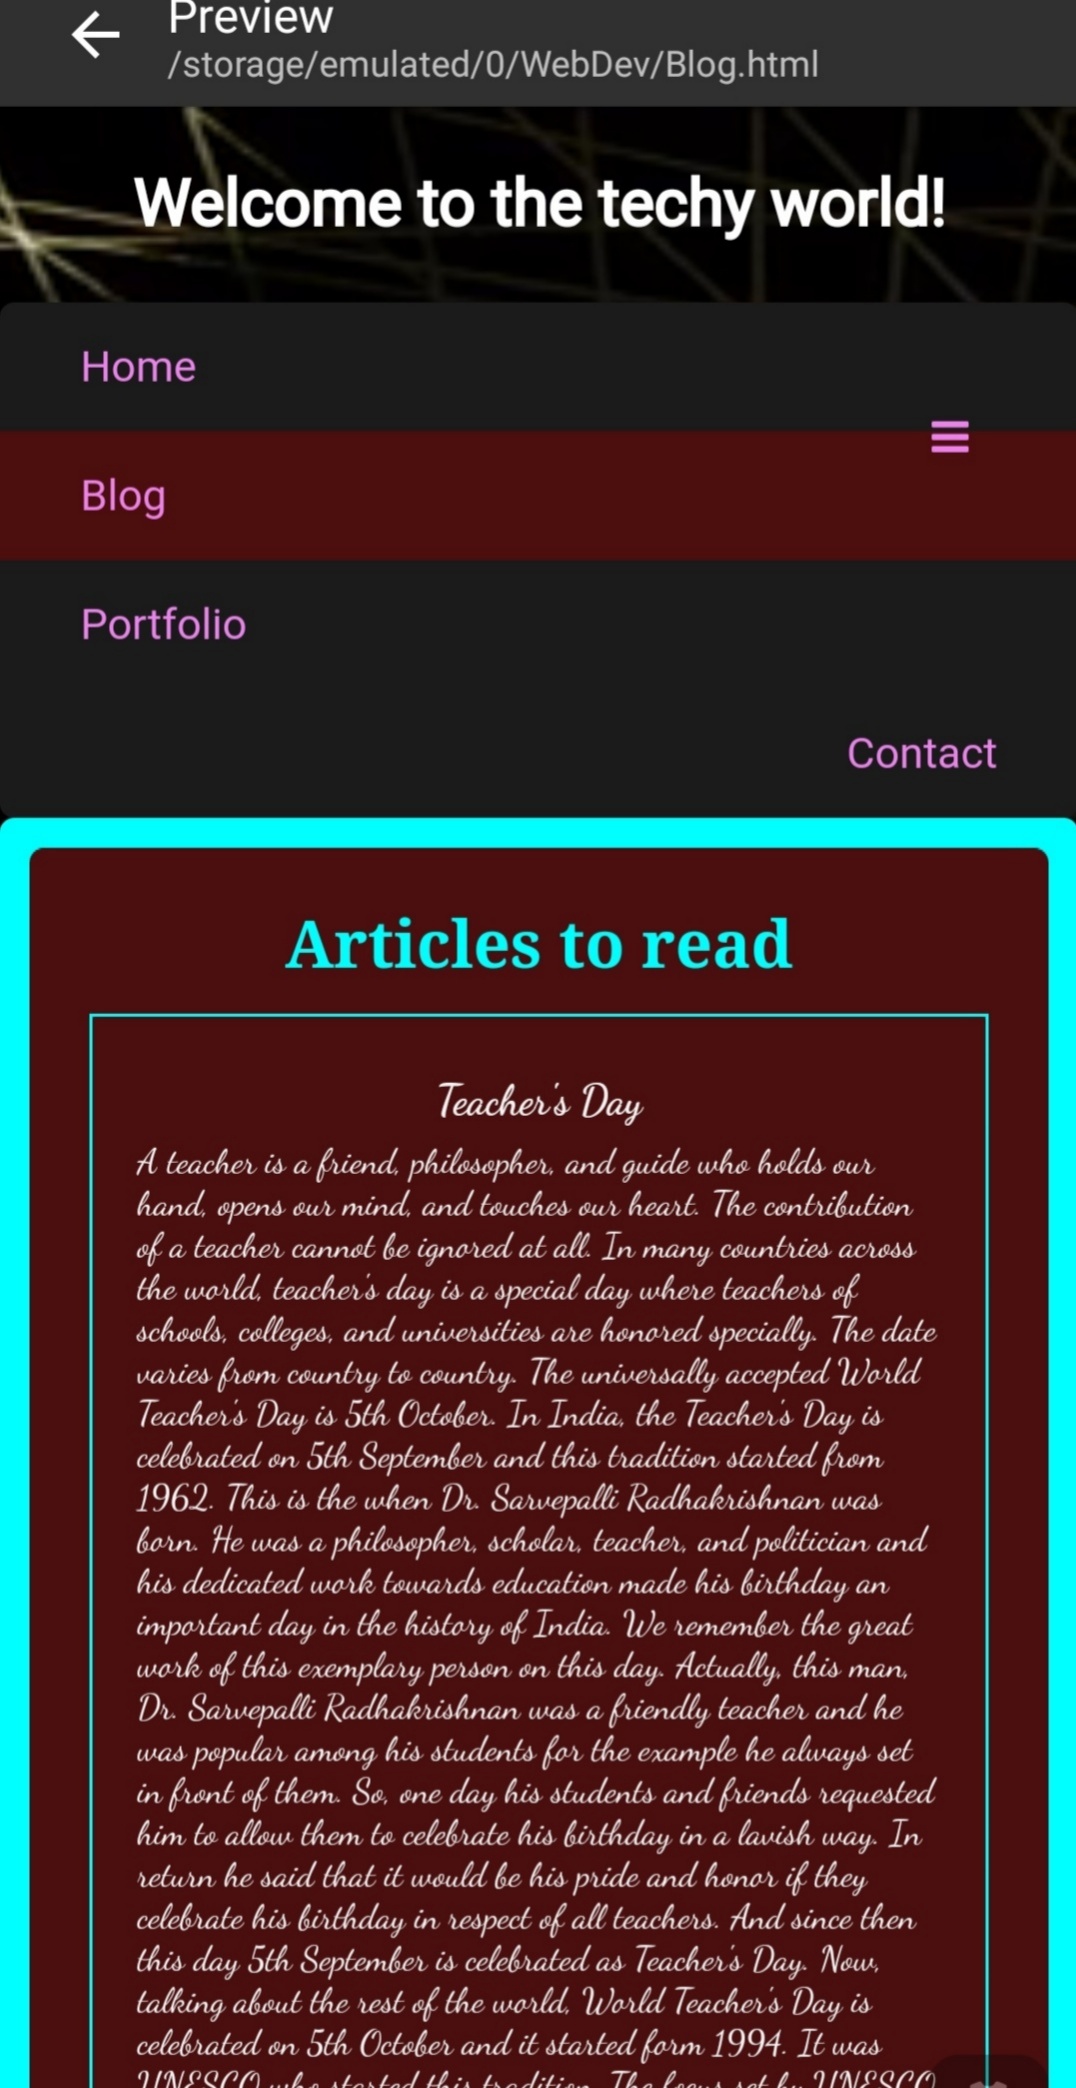 Preview
/storage/emulated/0/WebDev/Blog.html
Welcome to the techy world!
Home
Blog
Portfolio
Contact
Articles to read
Teacher's Day
A teacher is a friend, philosopher, and guide who holds our
hand, opens our mind, and touches our heart. The contribution
of a teacher cannot be ignored at all. In many countries across
the world, teacher's day is a special day where teachers of
schools, colleges, and universities are honored specially. The date
varies from country to country. The universally accepted World
Teacher's Day is 5th October. In India, the Teacher's Day is
celebrated on 5th September and this tradition started from
1962. This is the when Dr. Sarvepalli Radhakrishnan was
born. He was a philosopher, scholar, teacher, and politician and
his dedicated work towards education made his birthday an
important day in the history of India. We remember the great
work of this exemplary person on this day. Actually, this man,
Dr. Sarvepalli Radhakrishnan was a friendly teacher and he
was popular among his students for the example he always set
in front of them. So, one day his students and friends requested
him to allow them to celebrate his birthday in a lavish way. In
return he said that it would be his pride and honor if they
celebrate his birthday in respect of all teachers. And since then
this day 5th September is celebrated as Teacher's Day. Now,
talking about the rest of the world, World Teacher's Day is
celebrated on 5th October and it started form 1994. It was
UNESCO who started this tradition. The focus set by UNESCO